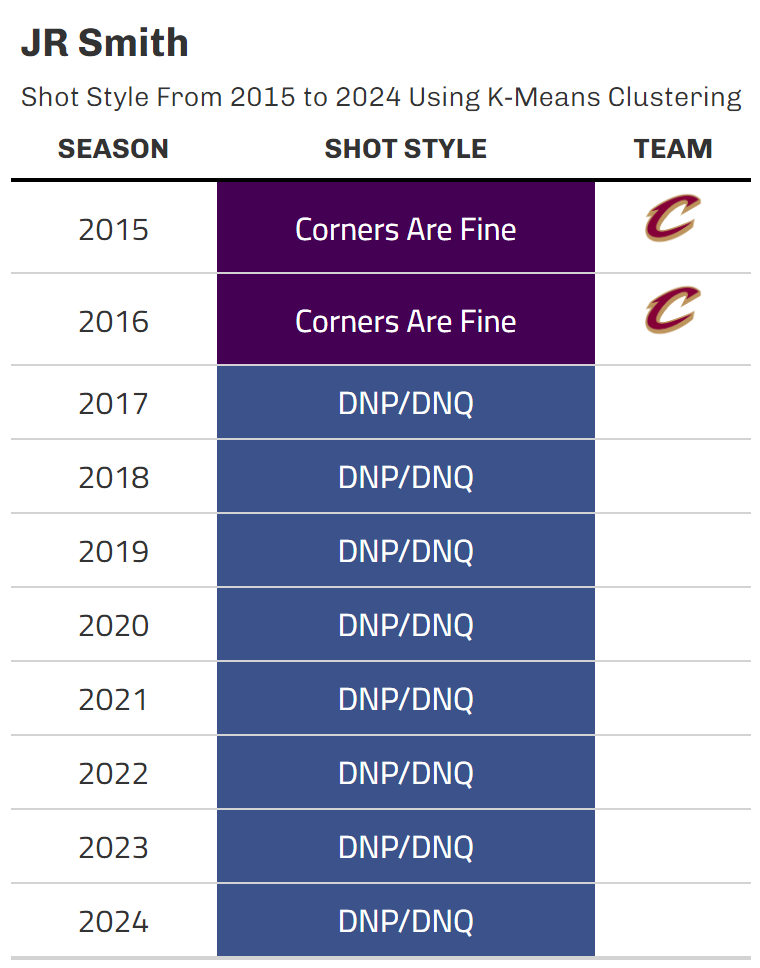 JR Smith
Shot Style From 2015 to 2024 Using K-Means Clustering
SEASON SHOT STYLE TEAM
2015 Corners Are Fine C
2016 Corners Are Fine C
2017 DNP/DNQ
2018 DNP/DNQ
2019 DNP/DNQ
2020 DNP/DNQ
2021 DNP/DNQ
2022 DNP/DNQ
2023 DNP/DNQ
2024 DNP/DNQ